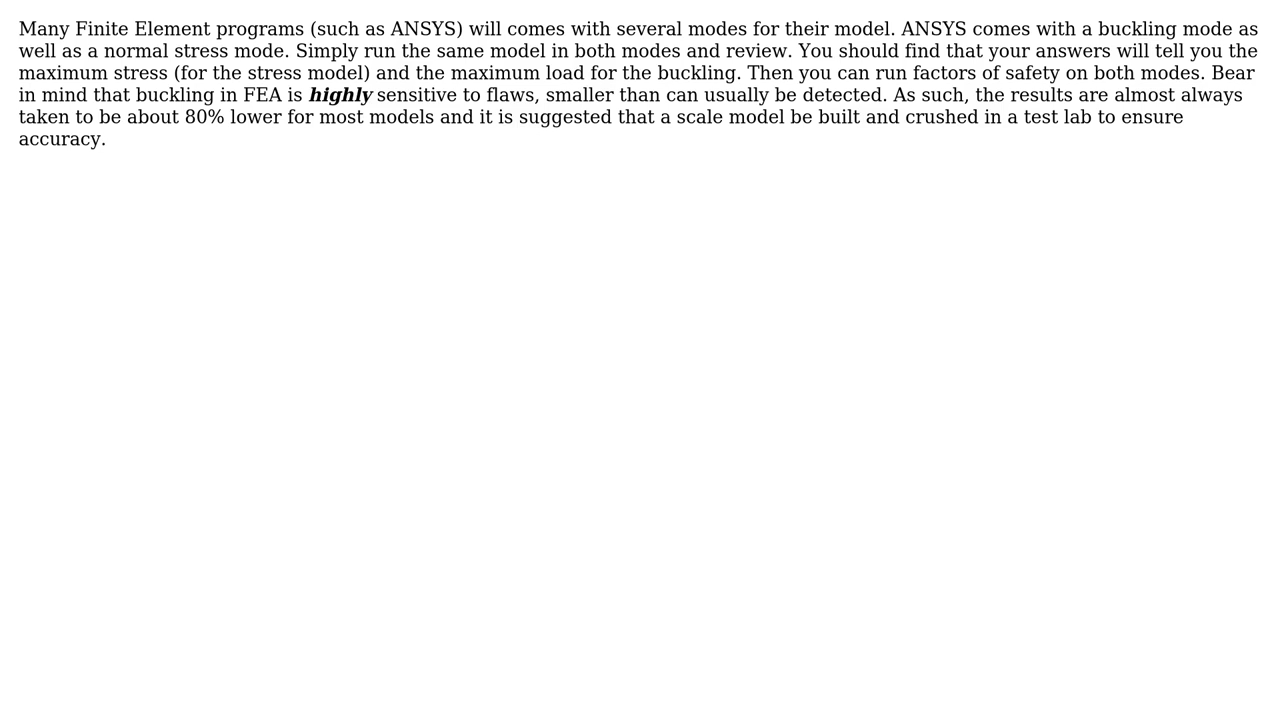 Many Finite Element programs (such as ANSYS) will comes with several modes for their model. ANSYS comes with a buckling mode as
well as a normal stress mode. Simply run the same model in both modes and review. You should find that your answers will tell you the
maximum stress (for the stress model) and the maximum load for the buckling. Then you can run factors of safety on both modes. Bear
in mind that buckling in FEA is highly sensitive to flaws, smaller than can usually be detected. As such, the results are almost always
taken to be about 80% lower for most models and it is suggested that a scale model be built and crushed in a test lab to ensure
accuracy.